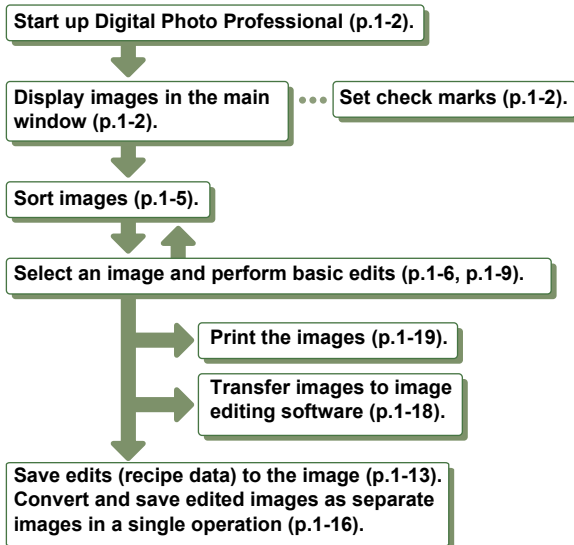 Start up Digital Photo Professional (p.1-2).
Display images in the main
window (p.1-2).
Set check marks (p.1-2).
Sort images (p.1-5).
Select an image and perform basic edits (p.1-6, p.1-9).
Print the images (p.1-19).
Transfer images to image
editing software (p.1-18).
Save edits (recipe data) to the image (p.1-13).
Convert and save edited images as separate
images in a single operation (p.1-16).